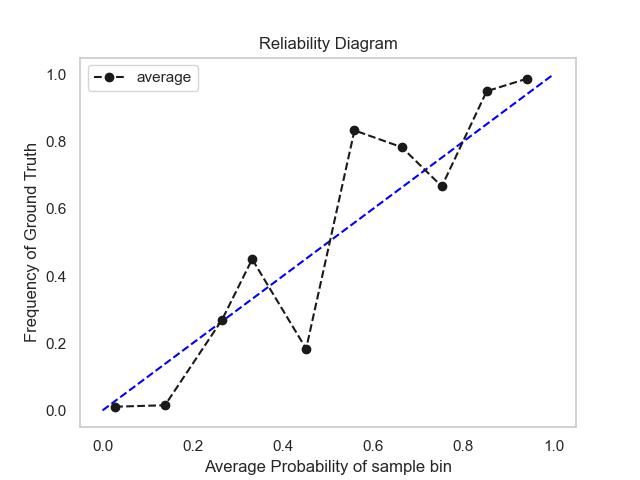 Reliability Diagram
average
1.0
0.8
0.6
0.4
0.2
0.0
Frequency of Ground Truth
0.0 0.2 0.4 0.6 0.8 1.0
Average Probability of sample bin